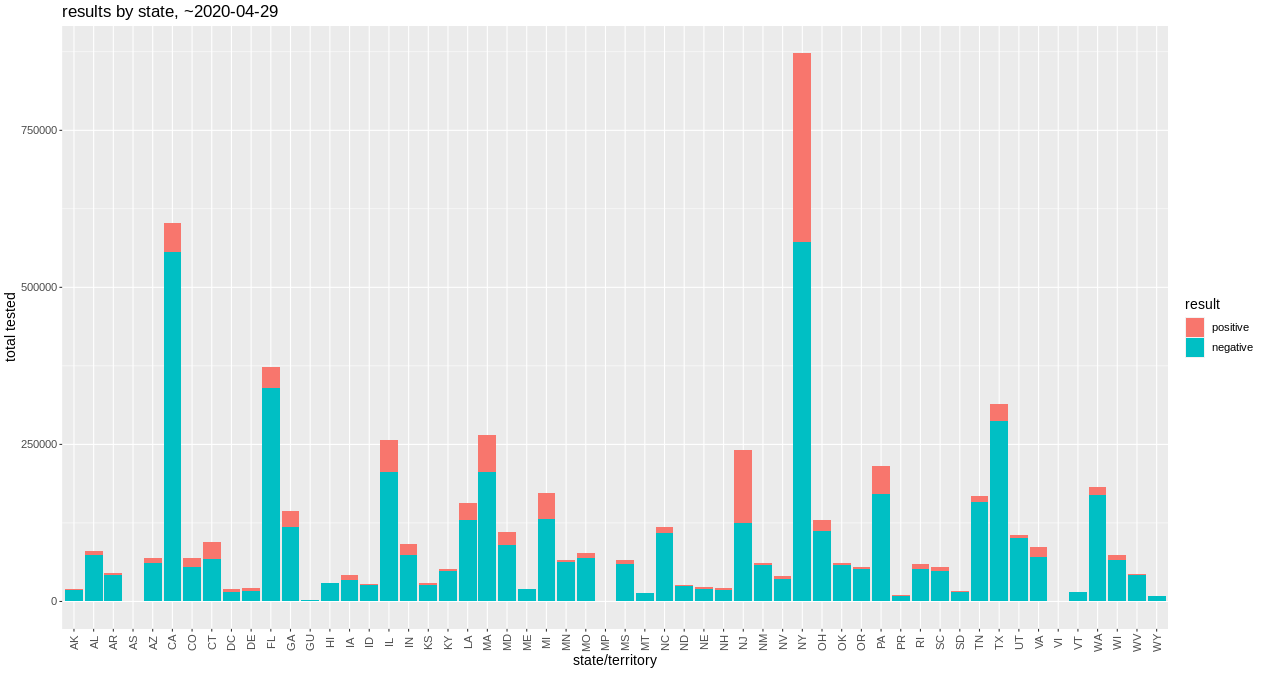 results by state, ~2020-04-29
total tested
750000
500000
250000
0
AK AL AR AS AZ CA CO CT DC DE FL GA GU HI IA ID IL IN KS KY LA MA MD ME MI MN MO MP MS MT NC ND NE NH NJ NM NV NY OH OK OR PA PR RI SC SD TN TX UT VA VI VT WA WI WV WY
state/territory
result
positive
negative